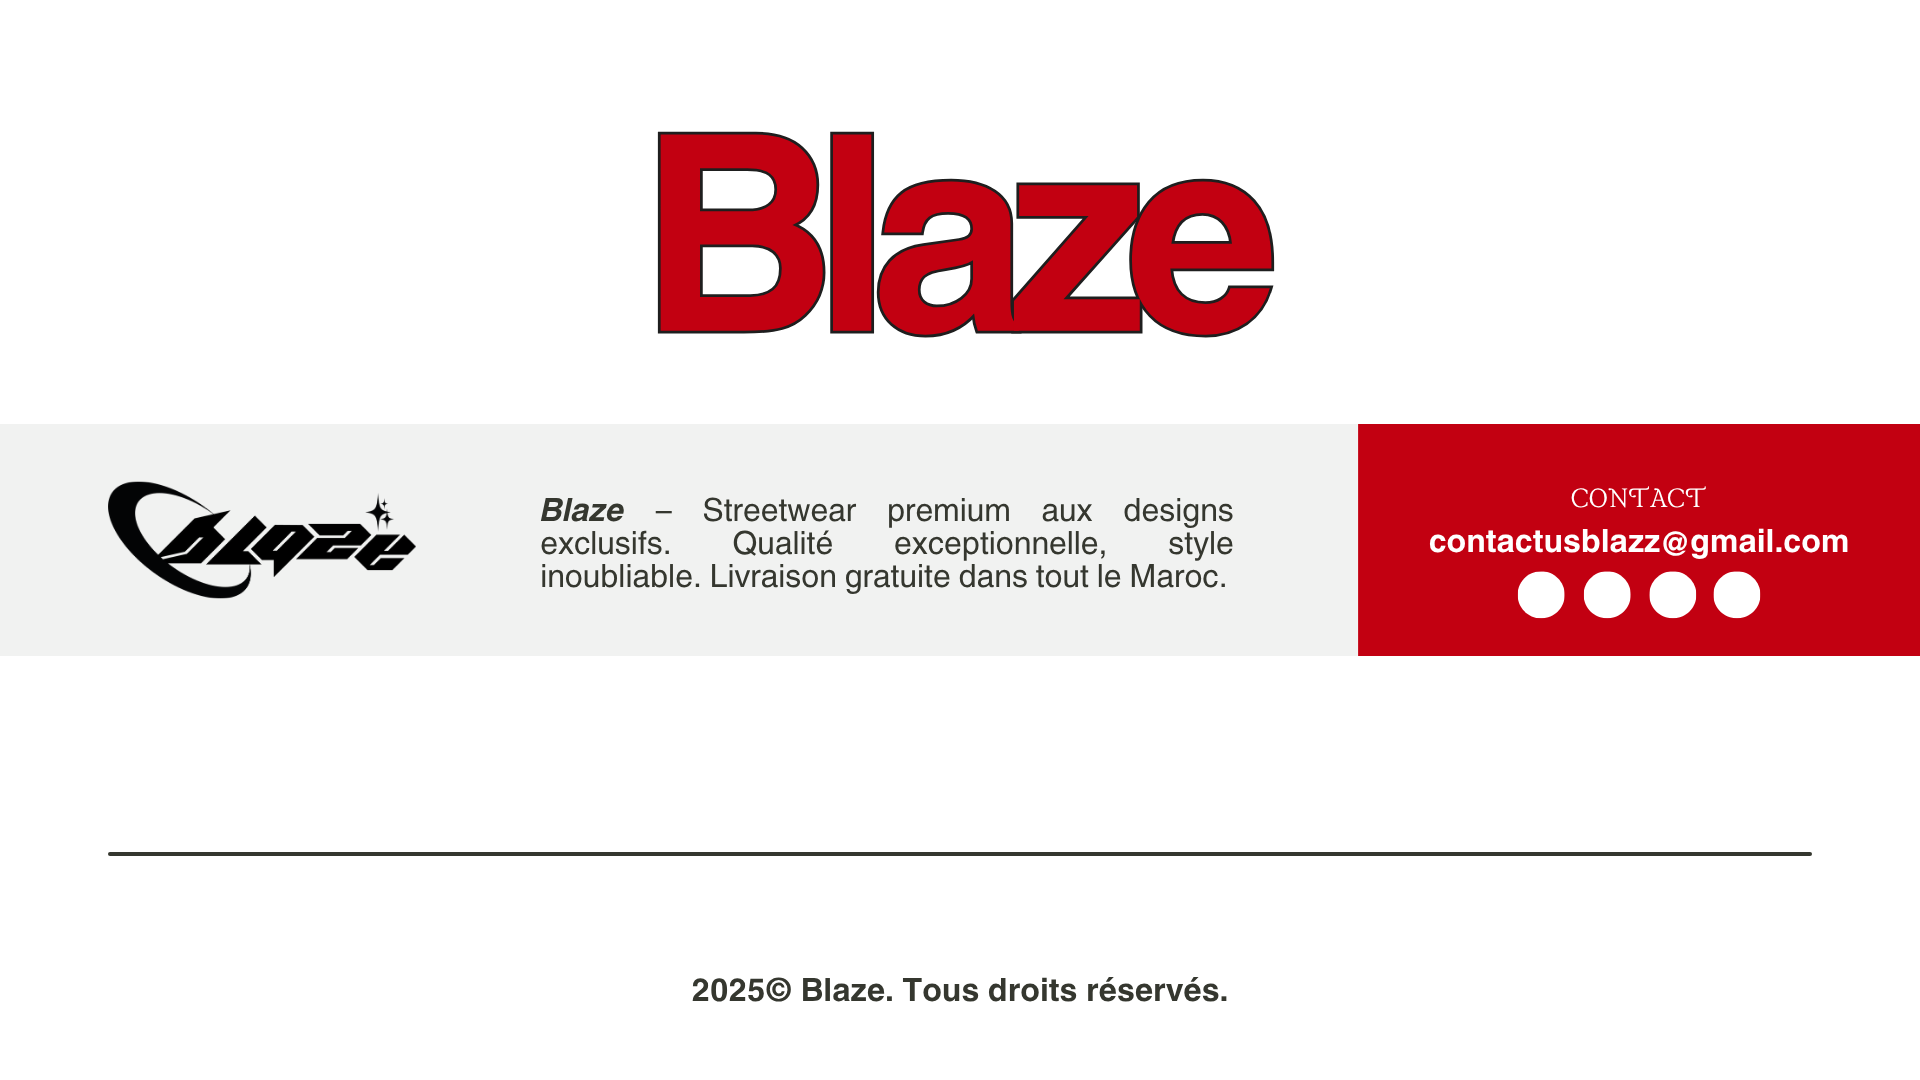 Blaze
blaze
Blaze – Streetwear premium aux designs
exclusifs. Qualité exceptionnelle, style
inoubliable. Livraison gratuite dans tout le Maroc.
CONTACT
contactusblazz@gmail.com
2025© Blaze. Tous droits réservés.